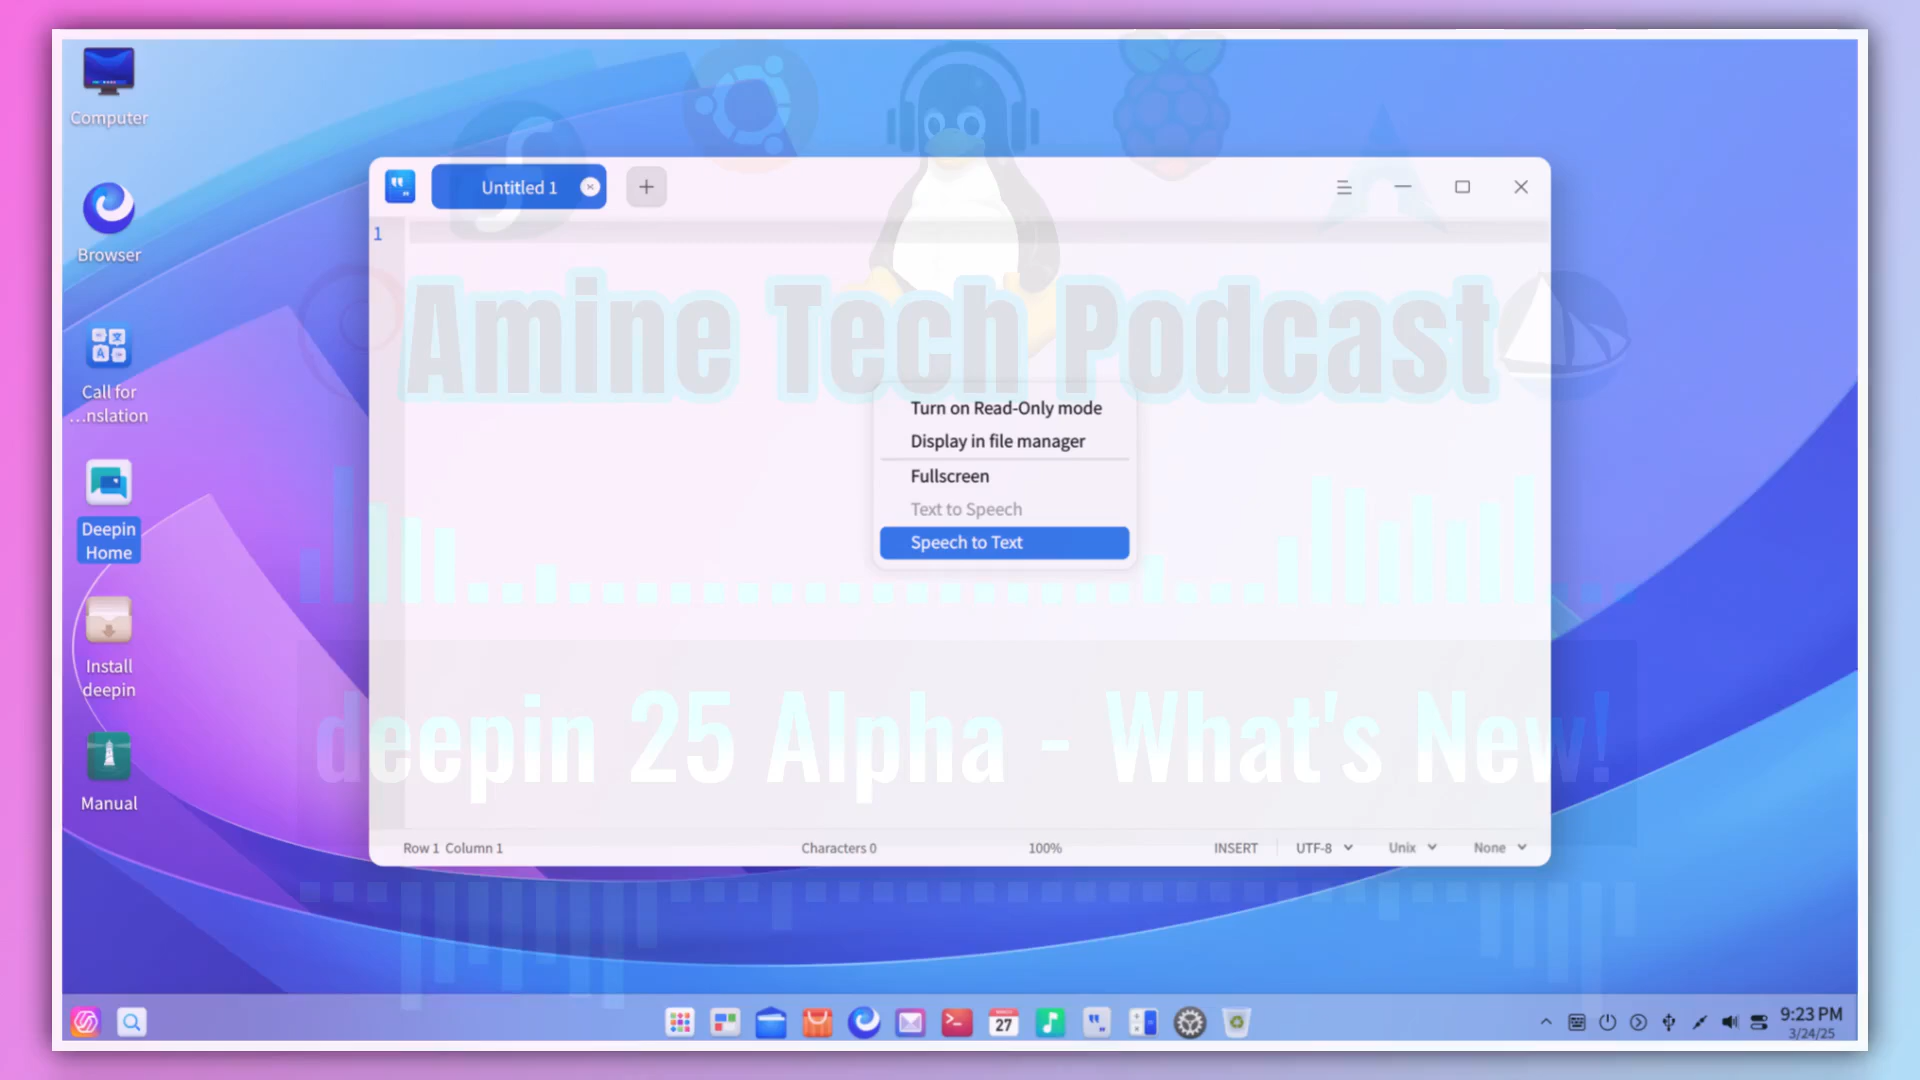 Computer
Browser
Call for
...nslation
Deepin
Home
Install
deepin
Manual
Untitled 1
1
Amine Tech Podcast
Turn on Read-Only mode
Display in file manager
Fullscreen
Text to Speech
Speech to Text
deepin 25 Alpha - What's New!
Row 1 Column 1
Characters 0
100%
INSERT
UTF-8
Unix
None
27
9:23 PM
3/24/25